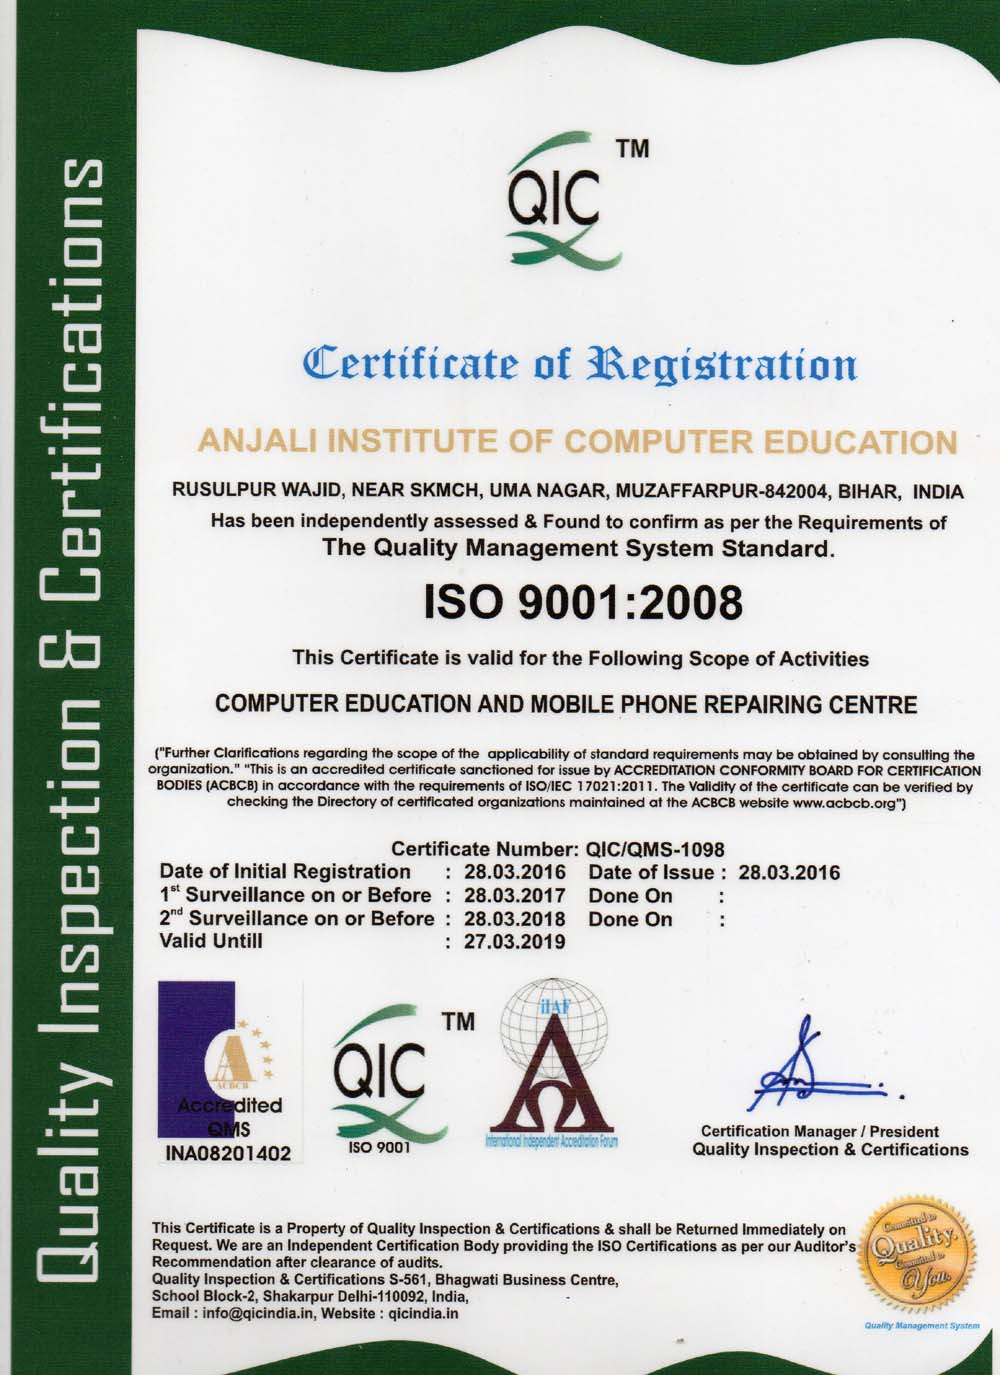 Quality Inspection & Certifications
QIC TM
Certificate of Registration
ANJALI INSTITUTE OF COMPUTER EDUCATION
RUSULPUR WAJID, NEAR SKMCH, UMA NAGAR, MUZAFFARPUR-842004, BIHAR, INDIA
Has been independently assessed & Found to confirm as per the Requirements of
The Quality Management System Standard.
ISO 9001:2008
This Certificate is valid for the Following Scope of Activities
COMPUTER EDUCATION AND MOBILE PHONE REPAIRING CENTRE
("Further Clarifications regarding the scope of the applicability of standard requirements may be obtained by consulting the
organization." "This is an accredited certificate sanctioned for issue by ACCREDITATION CONFORMITY BOARD FOR CERTIFICATION
BODIES (ACBCB) in accordance with the requirements of ISO/IEC 17021:2011. The Validity of the certificate can be verified by
checking the Directory of certificated organizations maintained at the ACBCB website www.acbcb.org")
Certificate Number: QIC/QMS-1098
Date of Initial Registration : 28.03.2016 Date of Issue : 28.03.2016
1st Surveillance on or Before : 28.03.2017 Done On :
2nd Surveillance on or Before : 28.03.2018 Done On :
Valid Untill : 27.03.2019
A
ACBCB
Accredited
QMS
INA08201402
QIC TM
ISO 9001
iIAF
International Independent Accreditation Forum
Certification Manager / President
Quality Inspection & Certifications
This Certificate is a Property of Quality Inspection & Certifications & shall be Returned Immediately on
Request. We are an Independent Certification Body providing the ISO Certifications as per our Auditor's
Recommendation after clearance of audits.
Quality Inspection & Certifications S-561, Bhagwati Business Centre,
School Block-2, Shakarpur Delhi-110092, India,
Email : info@qicindia.in, Website : qicindia.in
Committed to
Quality.
Committed to
You.
Quality Management System